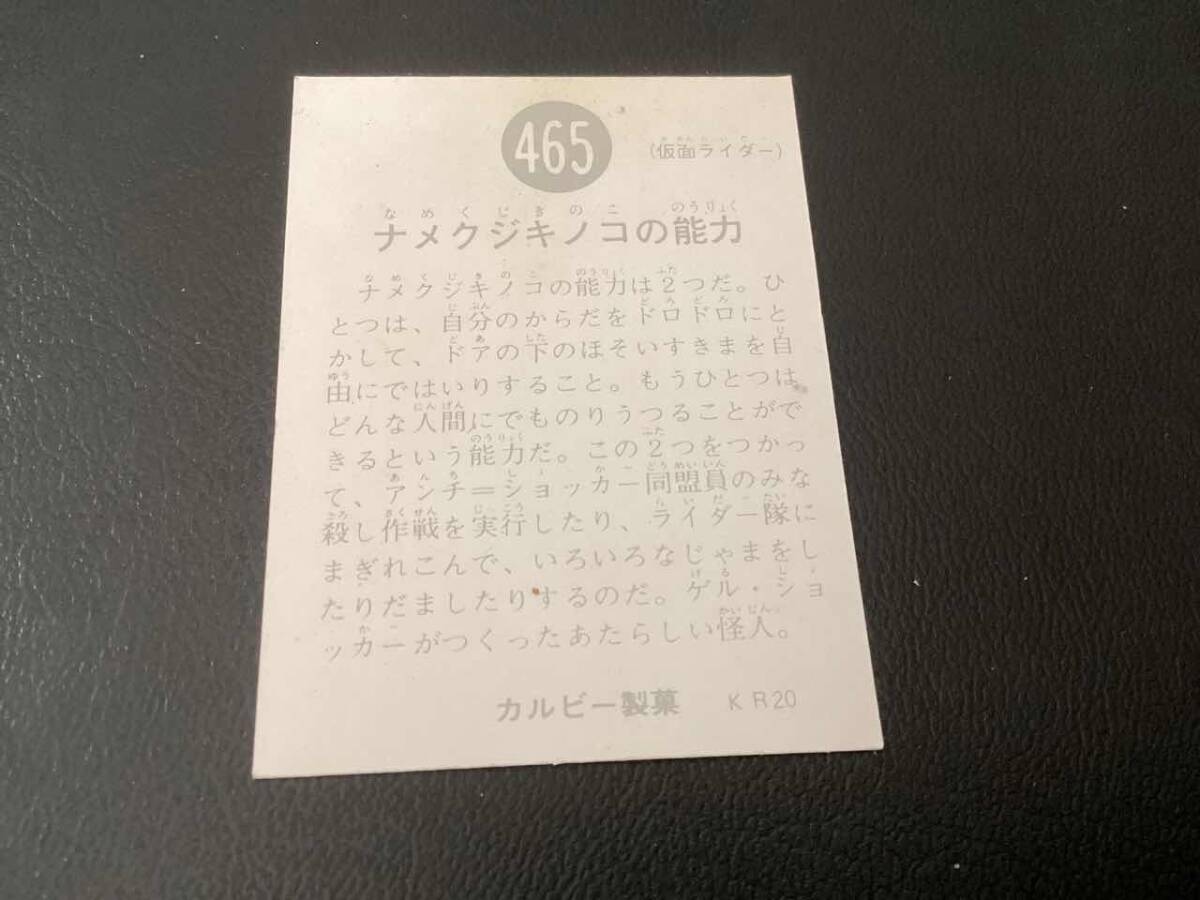 465
(仮面ライダー)
ナメクジキノコの能力
ナメクジキノコの能力は2つだ。ひ
とつは、自分のからだをドロドロにと
かして、ドアの下のほそいすきまを自
由にではいりすること。もうひとつは
どんな人間にでものりうつることがで
きるという能力だ。この2つをつかっ
て、アンチ＝ショッカー同盟員のみな
殺し作戦を実行したり、ライダー隊に
まぎれこんで、いろいろなじゃまをし
たりだましたりするのだ。ゲル・ショ
ッカーがつくったあたらしい怪人。
カルビー製菓 KR20